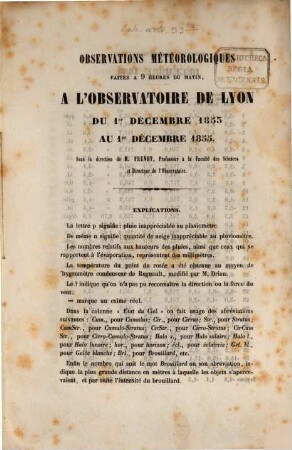 OBSERVATIONS MÉTÉOROLOGIQUES
FAITES A 9 HEURES DU MATIN,
A L'OBSERVATOIRE DE LYON
DU 1er DECEMBRE 1853
AU 1er DÉCEMBRE 1855.
Sous la direction de M. FRENOY, Professeur à la Faculté des Sciences
et Directeur de l'Observatoire.
BIBLIOTHECA
REGIA
MONACENSIS
EXPLICATIONS.
La lettre p signifie: pluie inappréciable au pluviomètre.
De même n signifie: quantité de neige inappréciable au pluviomètre.
Les nombres relatifs aux hauteurs des pluies, ainsi que ceux qui se
rapportent à l'évaporation, représentent des millimètres.
La température du point de rosée a été obtenue au moyen de
l'hygromètre condenseur de Regnault, modifié par M. Drian.
Le ? indique qu'on n'a pas pu reconnaître la direction ou la force du
vent.
— marque un calme réel.
Dans la colonne « Etat du Ciel » on fait usage des abréviations
suivantes : Cum., pour Cumulus; Cir., pour Cirrus; Str., pour Stratus;
CumStr., pour Cumulo-Stratus; CirStr., pour Cirro-Stratus; CirCum
pour Cirro-Cumulo-Stratus; Halo s., pour Halo solaire; Halo l.
pour Halo lunaire; hor., pour horizon; écl., pour éclaircie; Gel. bl.,
pour Gelée blanche; Brl., pour Brouillard, etc.
Enfin le nombre qui suit le mot Brouillard ou son abréviation, in-
dique la plus grande distance en mètres à laquelle les objets s'aperce-
vaient, et par suite l'intensité du brouillard.